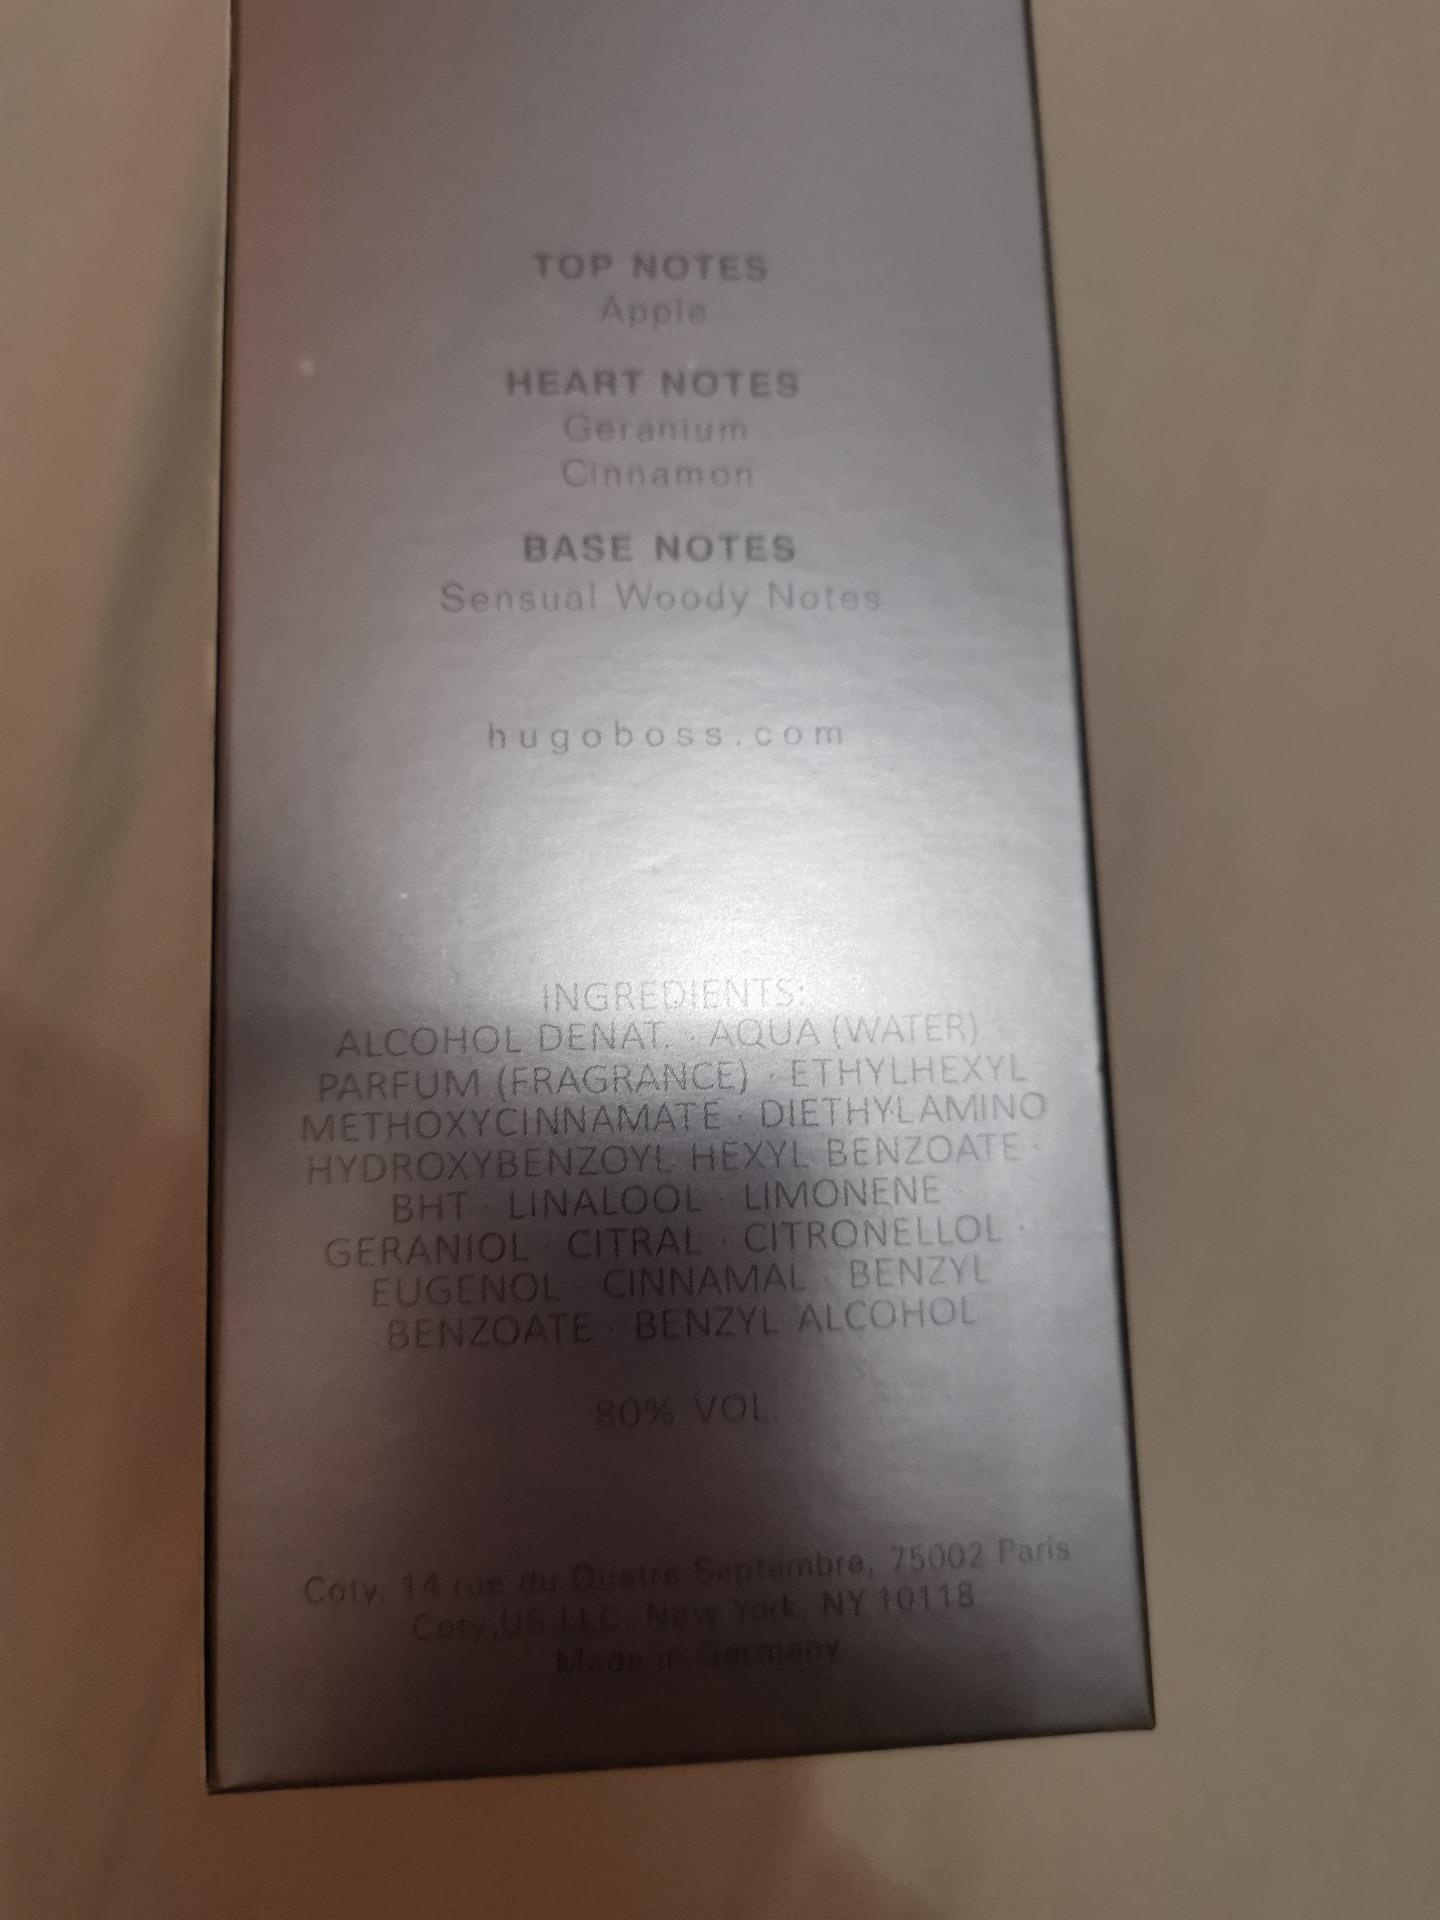 TOP NOTES
Apple
HEART NOTES
Geranium
Cinnamon
BASE NOTES
Sensual Woody Notes
hugoboss.com
INGREDIENTS:
ALCOHOL DENAT. · AQUA (WATER) ·
PARFUM (FRAGRANCE) · ETHYLHEXYL
METHOXYCINNAMATE · DIETHYLAMINO
HYDROXYBENZOYL HEXYL BENZOATE ·
BHT · LINALOOL · LIMONENE ·
GERANIOL · CITRAL · CITRONELLOL ·
EUGENOL · CINNAMAL · BENZYL
BENZOATE · BENZYL ALCOHOL
80% VOL.
Coty, 14 rue du Quatre Septembre, 75002 Paris
Coty US LLC, New York, NY 10118
Made in Germany